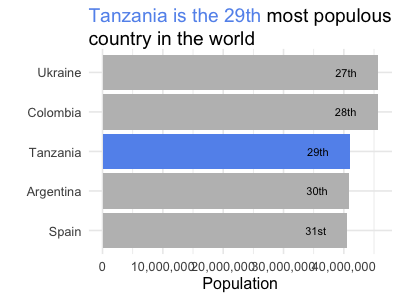 Tanzania is the 29th most populous
country in the world
Ukraine 27th
Colombia 28th
Tanzania 29th
Argentina 30th
Spain 31st
0 10,000,000 20,000,000 30,000,000 40,000,000
Population